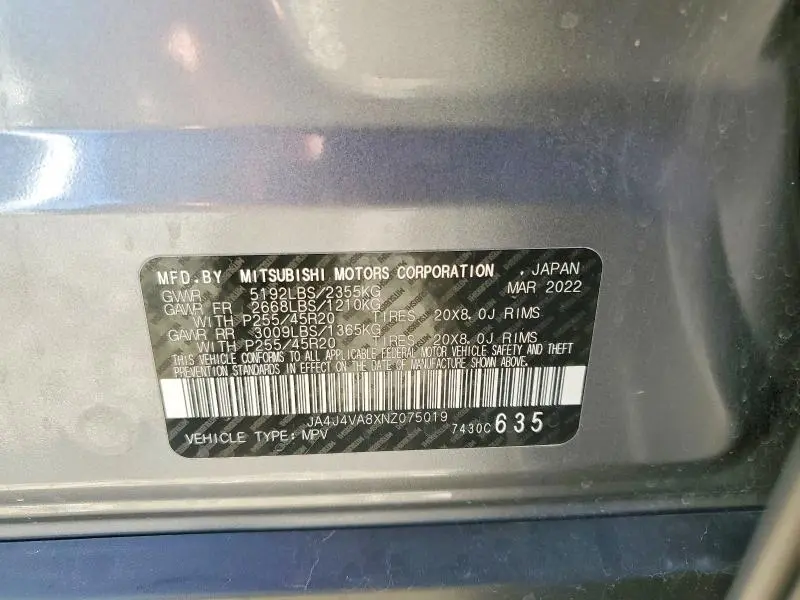 MFD.BY MITSUBISHI MOTORS CORPORATION , JAPAN
GVWR 5192LBS/2355KG MAR 2022
GAWR FR 2668LBS/1210KG
WITH P255/45R20 TIRES, 20X8.0J RIMS
GAWR RR 3009LBS/1365KG
WITH P255/45R20 TIRES, 20X8.0J RIMS
THIS VEHICLE CONFORMS TO ALL APPLICABLE FEDERAL MOTOR VEHICLE SAFETY AND THEFT
PREVENTION STANDARDS IN EFFECT ON THE DATE OF MANUFACTURE SHOWN ABOVE.
JA4J4VA8XNZ075019
VEHICLE TYPE: MPV 7430C635